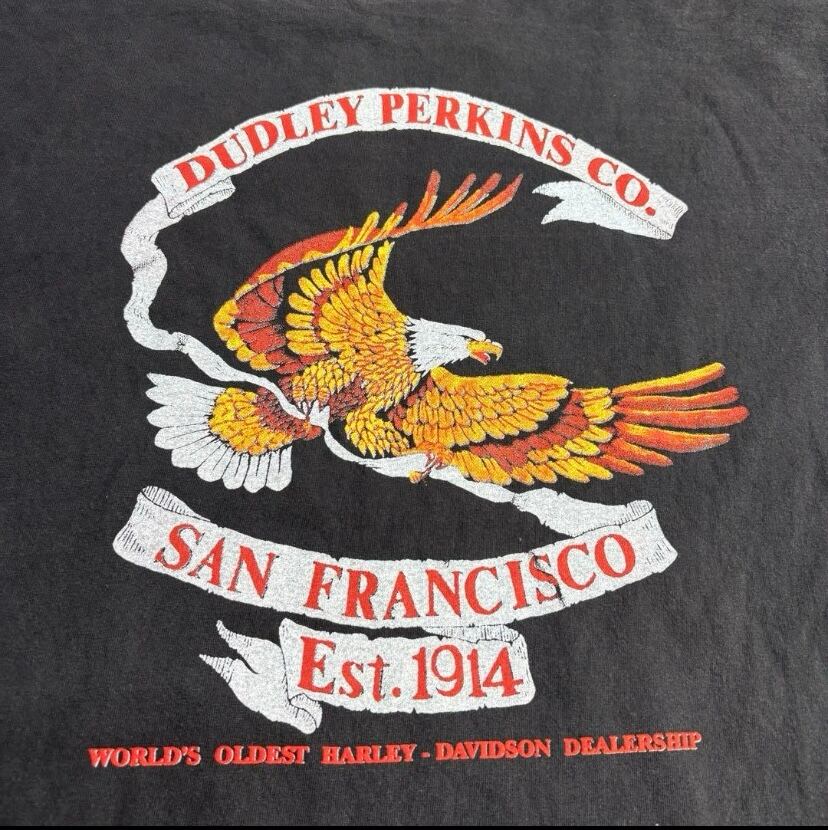 DUDLEY PERKINS CO.
SAN FRANCISCO
Est. 1914
WORLD'S OLDEST HARLEY-DAVIDSON DEALERSHIP